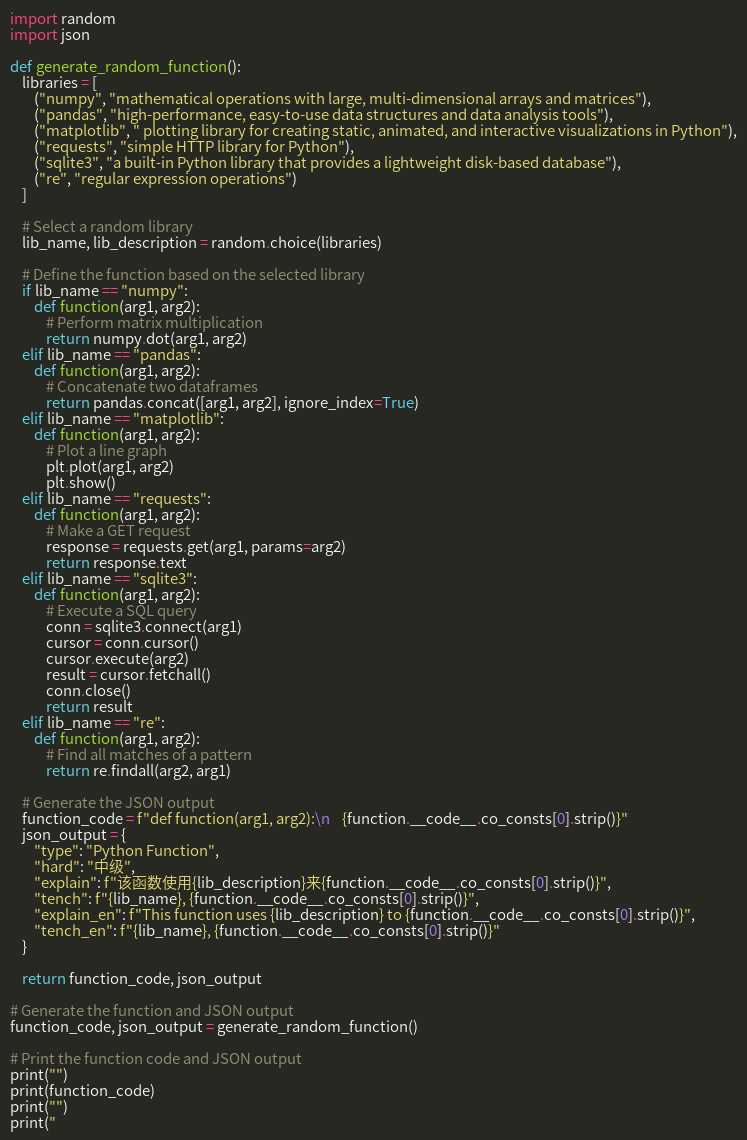 import random
import json

def generate_random_function():
    libraries = [
        ("numpy", "mathematical operations with large, multi-dimensional arrays and matrices"),
        ("pandas", "high-performance, easy-to-use data structures and data analysis tools"),
        ("matplotlib", " plotting library for creating static, animated, and interactive visualizations in Python"),
        ("requests", "simple HTTP library for Python"),
        ("sqlite3", "a built-in Python library that provides a lightweight disk-based database"),
        ("re", "regular expression operations")
    ]

    # Select a random library
    lib_name, lib_description = random.choice(libraries)

    # Define the function based on the selected library
    if lib_name == "numpy":
        def function(arg1, arg2):
            # Perform matrix multiplication
            return numpy.dot(arg1, arg2)
    elif lib_name == "pandas":
        def function(arg1, arg2):
            # Concatenate two dataframes
            return pandas.concat([arg1, arg2], ignore_index=True)
    elif lib_name == "matplotlib":
        def function(arg1, arg2):
            # Plot a line graph
            plt.plot(arg1, arg2)
            plt.show()
    elif lib_name == "requests":
        def function(arg1, arg2):
            # Make a GET request
            response = requests.get(arg1, params=arg2)
            return response.text
    elif lib_name == "sqlite3":
        def function(arg1, arg2):
            # Execute a SQL query
            conn = sqlite3.connect(arg1)
            cursor = conn.cursor()
            cursor.execute(arg2)
            result = cursor.fetchall()
            conn.close()
            return result
    elif lib_name == "re":
        def function(arg1, arg2):
            # Find all matches of a pattern
            return re.findall(arg2, arg1)

    # Generate the JSON output
    function_code = f"def function(arg1, arg2):\n    {function.__code__.co_consts[0].strip()}"
    json_output = {
        "type": "Python Function",
        "hard": "中级",
        "explain": f"该函数使用{lib_description}来{function.__code__.co_consts[0].strip()}",
        "tench": f"{lib_name}, {function.__code__.co_consts[0].strip()}",
        "explain_en": f"This function uses {lib_description} to {function.__code__.co_consts[0].strip()}",
        "tench_en": f"{lib_name}, {function.__code__.co_consts[0].strip()}"
    }

    return function_code, json_output

# Generate the function and JSON output
function_code, json_output = generate_random_function()

# Print the function code and JSON output
print("")
print(function_code)
print("")
print("